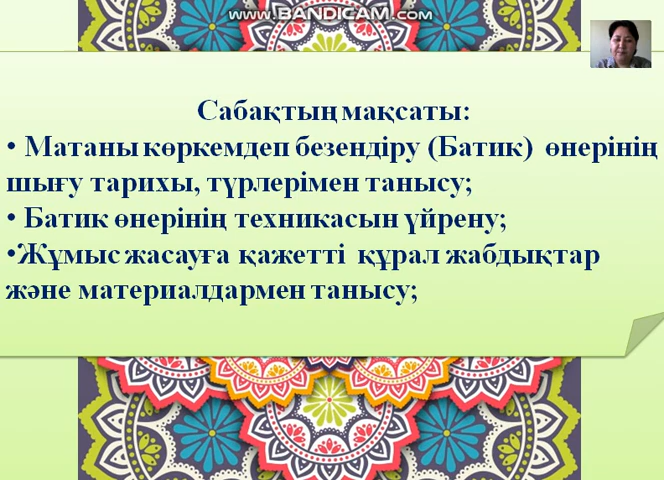 www.BANDICAM.com
Сабақтың мақсаты:
• Матаны көркемдеп безендіру (Батик) өнерінің
шығу тарихы, түрлерімен танысу;
• Батик өнерінің техникасын үйрену;
•Жұмыс жасауға қажетті құрал жабдықтар
және материалдармен танысу;